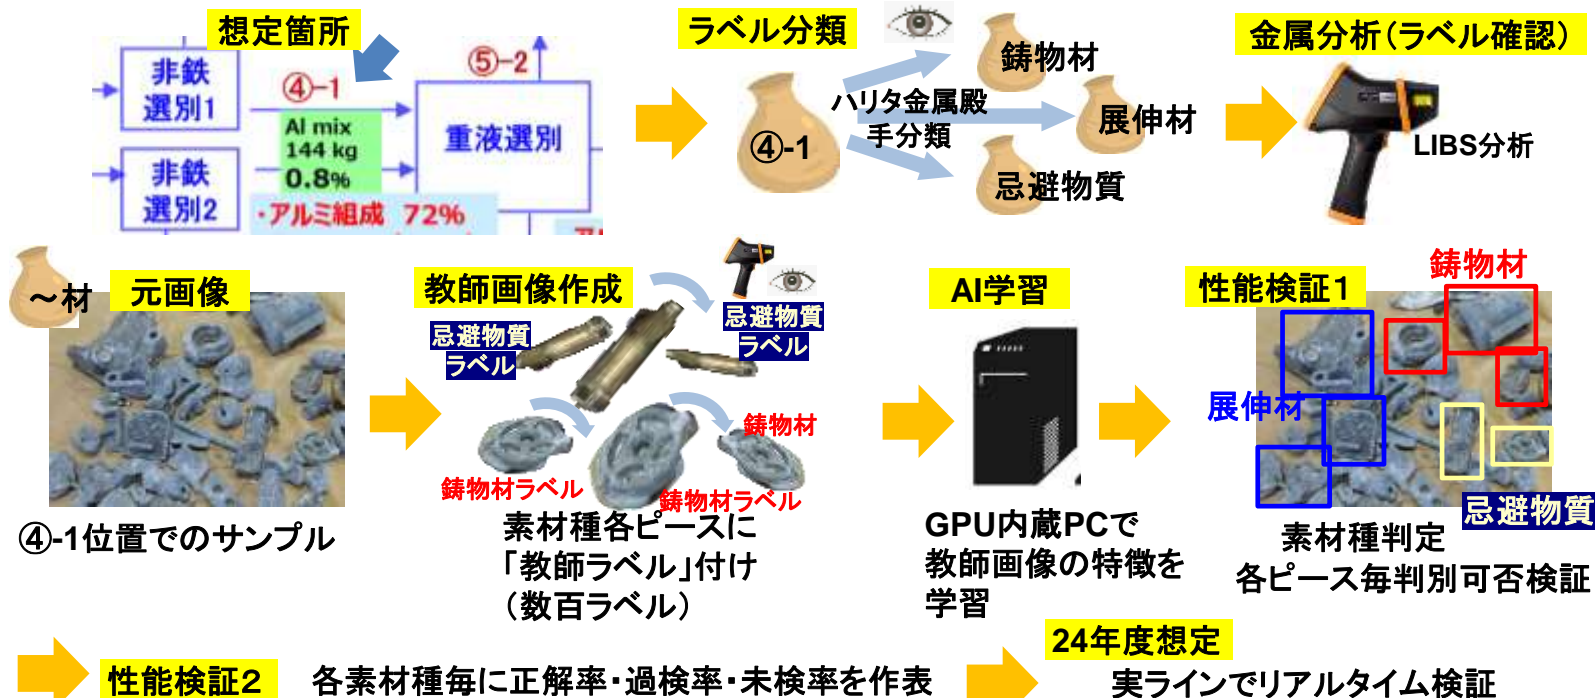 想定箇所
非鉄
選別1
④-1
Al mix
144 kg
0.8%
⑤-2
重液選別
非鉄
選別2
・アルミ組成 72%
ラベル分類
④-1
ハリタ金属殿
手分類
鋳物材
展伸材
忌避物質
金属分析(ラベル確認)
LIBS分析
～材
元画像
④-1位置でのサンプル
教師画像作成
忌避物質
ラベル
忌避物質
ラベル
鋳物材
鋳物材ラベル
鋳物材ラベル
素材種各ピースに
「教師ラベル」付け
(数百ラベル)
AI学習
GPU内蔵PCで
教師画像の特徴を
学習
性能検証1
鋳物材
展伸材
忌避物質
素材種判定
各ピース毎判別可否検証
性能検証2
各素材種毎に正解率・過検率・未検率を作表
24年度想定
実ラインでリアルタイム検証